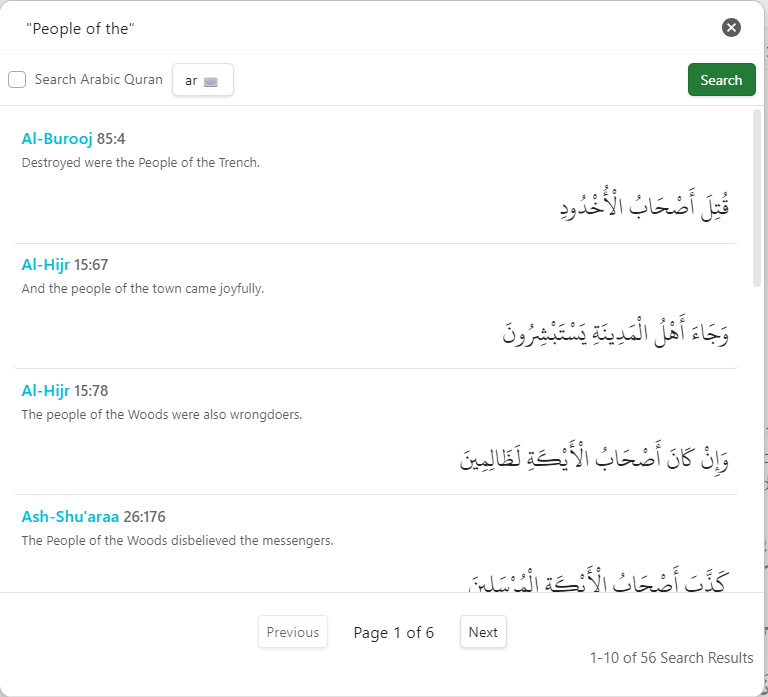 "People of the"
Search Arabic Quran
ar
Search
Al-Burooj 85:4
Destroyed were the People of the Trench.
قُتِلَ أَصْحَابُ الْأُخْدُودِ
Al-Hijr 15:67
And the people of the town came joyfully.
وَجَاءَ أَهْلُ الْمَدِينَةِ يَسْتَبْشِرُونَ
Al-Hijr 15:78
The people of the Woods were also wrongdoers.
وَإِنْ كَانَ أَصْحَابُ الْأَيْكَةِ لَظَالِمِينَ
Ash-Shu'araa 26:176
The People of the Woods disbelieved the messengers.
كَذَّبَ أَصْحَابُ الْأَيْكَةِ الْمُرْسَلِينَ
Previous
Page 1 of 6
Next
1-10 of 56 Search Results